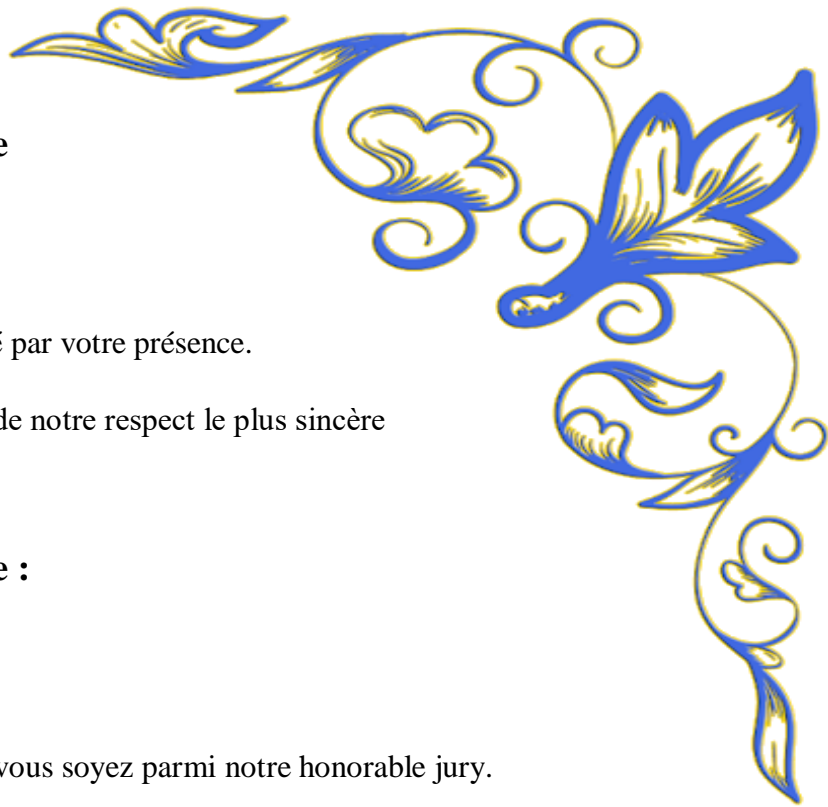 e
é par votre présence.
de notre respect le plus sincère
e :
vous soyez parmi notre honorable jury.